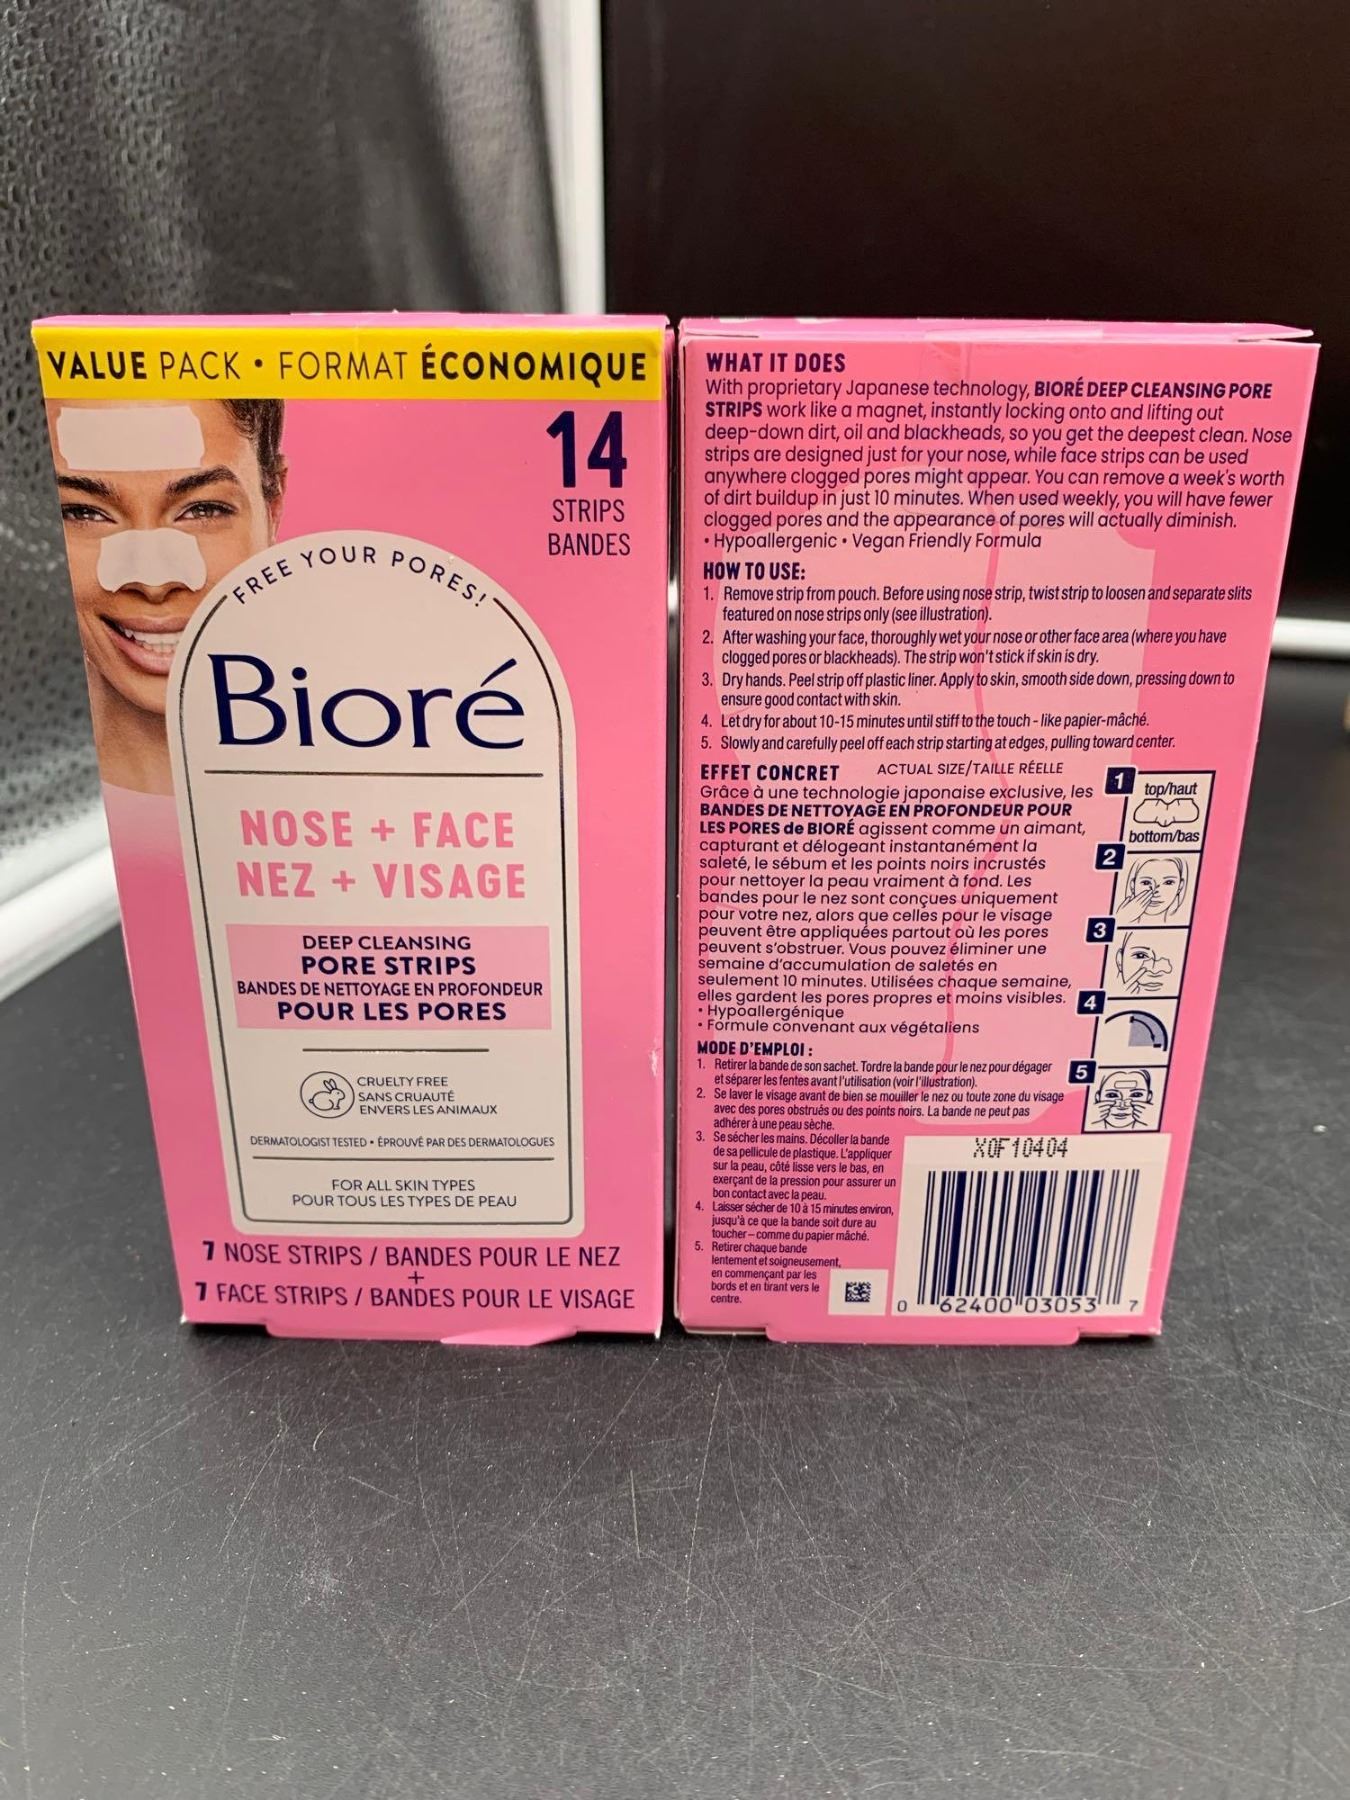 VALUE PACK • FORMAT ÉCONOMIQUE
14
STRIPS
BANDES
FREE YOUR PORES!
Bioré
NOSE + FACE
NEZ + VISAGE
DEEP CLEANSING
PORE STRIPS
BANDES DE NETTOYAGE EN PROFONDEUR
POUR LES PORES
CRUELTY FREE
SANS CRUAUTÉ
ENVERS LES ANIMAUX
DERMATOLOGIST TESTED • ÉPROUVÉ PAR DES DERMATOLOGUES
FOR ALL SKIN TYPES
POUR TOUS LES TYPES DE PEAU
7 NOSE STRIPS / BANDES POUR LE NEZ
+
7 FACE STRIPS / BANDES POUR LE VISAGE
WHAT IT DOES
With proprietary Japanese technology, BIORÉ DEEP CLEANSING PORE
STRIPS work like a magnet, instantly locking onto and lifting out
deep-down dirt, oil and blackheads, so you get the deepest clean. Nose
strips are designed just for your nose, while face strips can be used
anywhere clogged pores might appear. You can remove a week's worth
of dirt buildup in just 10 minutes. When used weekly, you will have fewer
clogged pores and the appearance of pores will actually diminish.
• Hypoallergenic • Vegan Friendly Formula
HOW TO USE:
1. Remove strip from pouch. Before using nose strip, twist strip to loosen and separate slits
featured on nose strips only (see illustration).
2. After washing your face, thoroughly wet your nose or other face area (where you have
clogged pores or blackheads). The strip won't stick if skin is dry.
3. Dry hands. Peel strip off plastic liner. Apply to skin, smooth side down, pressing down to
ensure good contact with skin.
4. Let dry for about 10-15 minutes until stiff to the touch - like papier-mâché.
5. Slowly and carefully peel off each strip starting at edges, pulling toward center.
EFFET CONCRET
ACTUAL SIZE/TAILLE RÉELLE
Grâce à une technologie japonaise exclusive, les
BANDES DE NETTOYAGE EN PROFONDEUR POUR
LES PORES de BIORÉ agissent comme un aimant,
capturant et délogeant instantanément la
saleté, le sébum et les points noirs incrustés
pour nettoyer la peau vraiment à fond. Les
bandes pour le nez sont conçues uniquement
pour votre nez, alors que celles pour le visage
peuvent être appliquées partout où les pores
peuvent s'obstruer. Vous pouvez éliminer une
semaine d'accumulation de saletés en
seulement 10 minutes. Utilisées chaque semaine,
elles gardent les pores propres et moins visibles.
• Hypoallergénique
• Formule convenant aux végétaliens
MODE D'EMPLOI :
1. Retirer la bande de son sachet. Tordre la bande pour le nez pour dégager
et séparer les fentes avant l'utilisation (voir l'illustration).
2. Se laver le visage avant de bien se mouiller le nez ou toute zone du visage
avec des pores obstrués ou des points noirs. La bande ne peut pas
adhérer à une peau sèche.
3. Se sécher les mains. Décoller la bande
de sa pellicule de plastique. L'appliquer
sur la peau, côté lisse vers le bas, en
exerçant de la pression pour assurer un
bon contact avec la peau.
4. Laisser sécher de 10 à 15 minutes environ,
jusqu'à ce que la bande soit dure au
toucher – comme du papier mâché.
5. Retirer chaque bande
lentement et soigneusement,
en commençant par les
bords et en tirant vers le
centre.
1
top/haut
bottom/bas
2
3
4
5
X0F10404
0 62400 03053 7